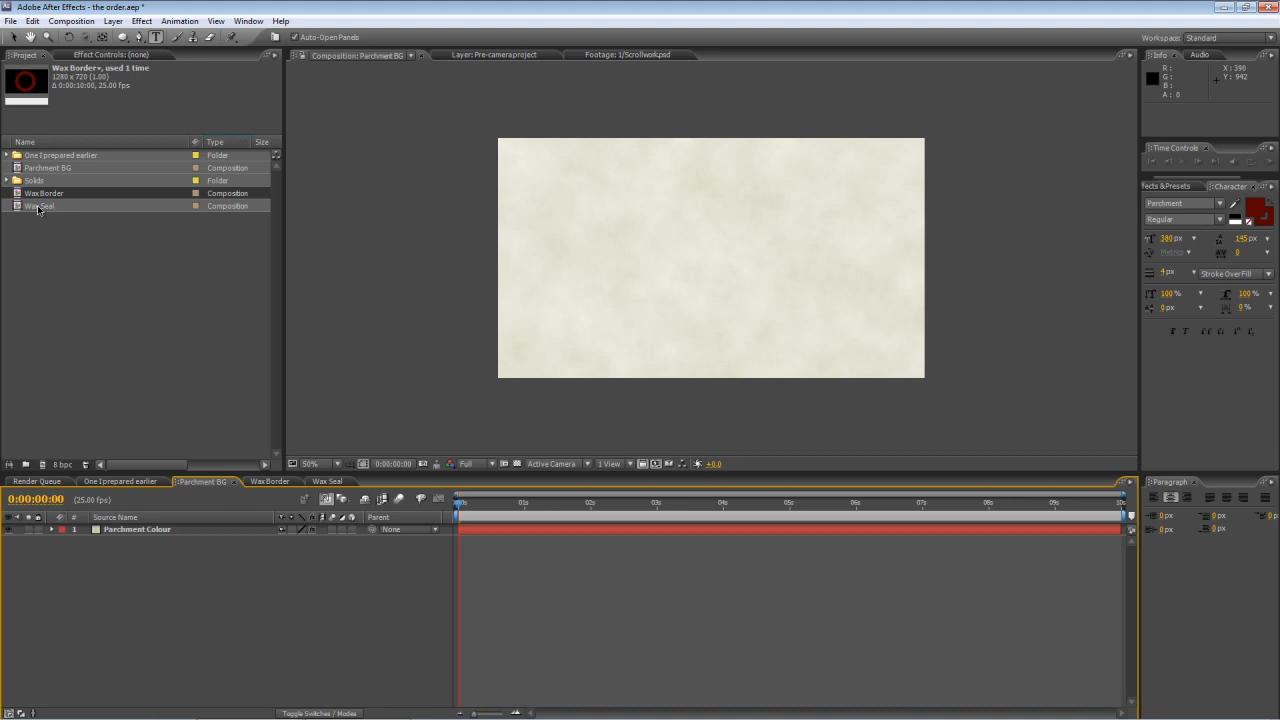 Adobe After Effects - the order.aep *
File Edit Composition Layer Effect Animation View Window Help
Auto-Open Panels
Workspace: Standard
Project Effect Controls: (none)
Composition: Parchment BG
Layer: Pre-camera project
Footage: 1/Scrollwork.psd
Info Audio
Wax Border, used 1 time
1280 x 720 (1.00)
Δ 0:00:10:00, 25.00 fps
R :
G :
B :
A : 0
X : 390
Y : 942
Name Type Size
One I prepared earlier Folder
Parchment BG Composition
Solids Folder
Wax Border Composition
Wax Seal Composition
Time Controls
Effects & Presets Character
Parchment
Regular
380 px 145 px
Metrics 0
4 px Stroke Over Fill
100 % 100 %
0 px 0 %
8 bpc
50% 0:00:00:00 Full Active Camera 1 View +0.0
Render Queue One I prepared earlier Parchment BG Wax Border Wax Seal
Paragraph
0:00:00:00 (25.00 fps)
01s 02s 03s 04s 05s 06s 07s 08s 09s 10s
# Source Name Parent
1 Parchment Colour None
0 px 0 px 0 px
0 px 0 px
Toggle Switches / Modes